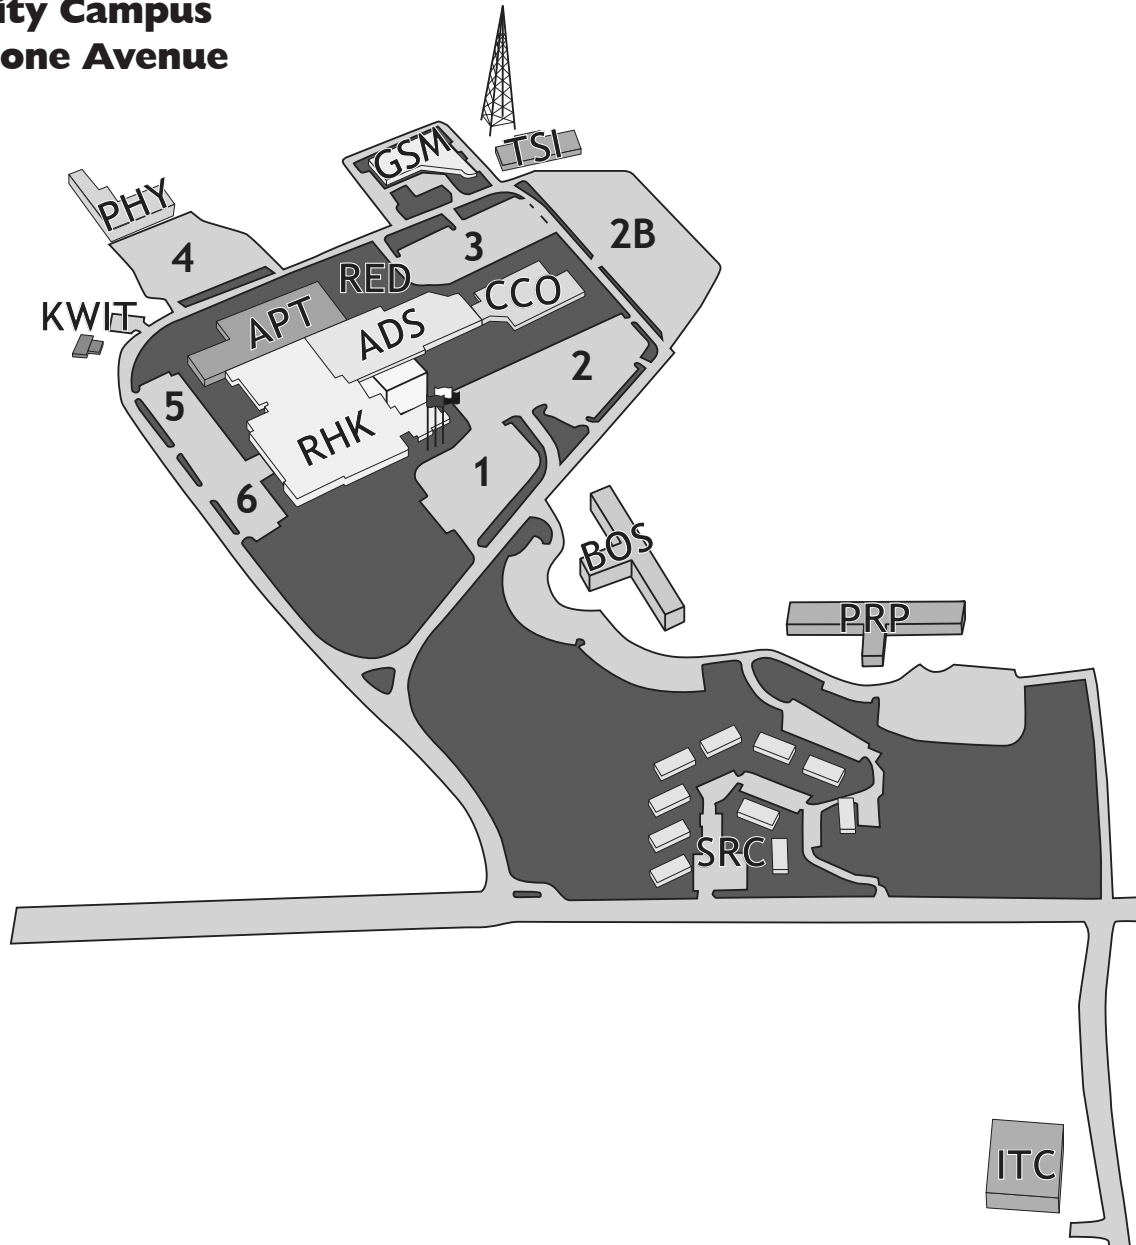 ity Campus
one Avenue
TSI
GSM
PHY
2B
3
4
RED
CCO
KWIT
APT
ADS
2
5
RHK
1
6
BOS
PRP
SRC
ITC